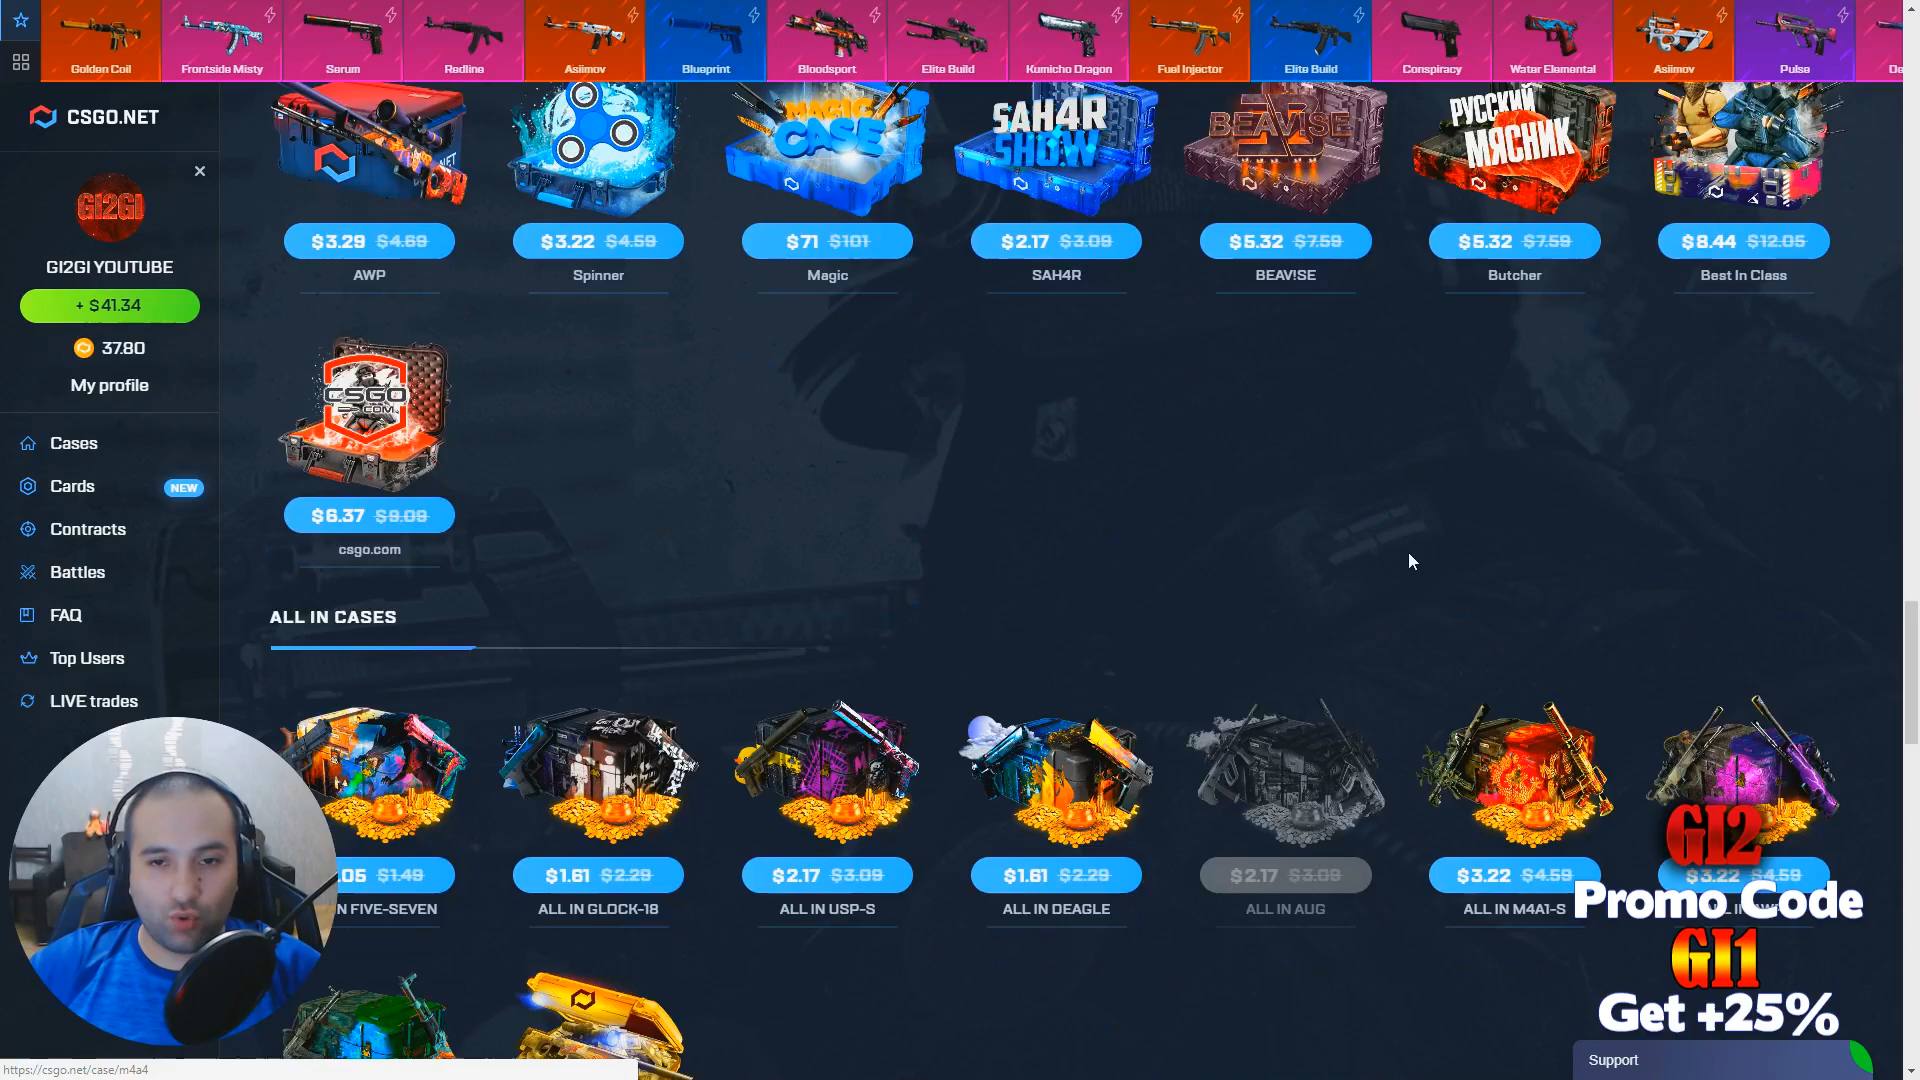 Golden Coil
Frontside Misty
Serum
Redline
Asiimov
Blueprint
Bloodsport
Elite Build
Kumicho Dragon
Fuel Injector
Elite Build
Conspiracy
Water Elemental
Asiimov
Pulse
De
CSGO.NET
GI2GI
GI2GI YOUTUBE
+ $41.34
37.80
My profile
Cases
Cards NEW
Contracts
Battles
FAQ
Top Users
LIVE trades
MAGIC
CASE
SAH4R
SHOW
BEAV!SE
РУССКИЙ
МЯСНИК
$3.29 $4.69
AWP
$3.22 $4.59
Spinner
$71 $101
Magic
$2.17 $3.09
SAH4R
$5.32 $7.59
BEAV!SE
$5.32 $7.59
Butcher
$8.44 $12.05
Best In Class
CSGO
.COM
$6.37 $9.09
csgo.com
ALL IN CASES
.05 $1.49
N FIVE-SEVEN
$1.61 $2.29
ALL IN GLOCK-18
$2.17 $3.09
ALL IN USP-S
$1.61 $2.29
ALL IN DEAGLE
$2.17 $3.09
ALL IN AUG
$3.22 $4.59
ALL IN M4A1-S
$3.22 $4.59
GI2
Promo Code
GI1
Get +25%
Support
https://csgo.net/case/m4a4